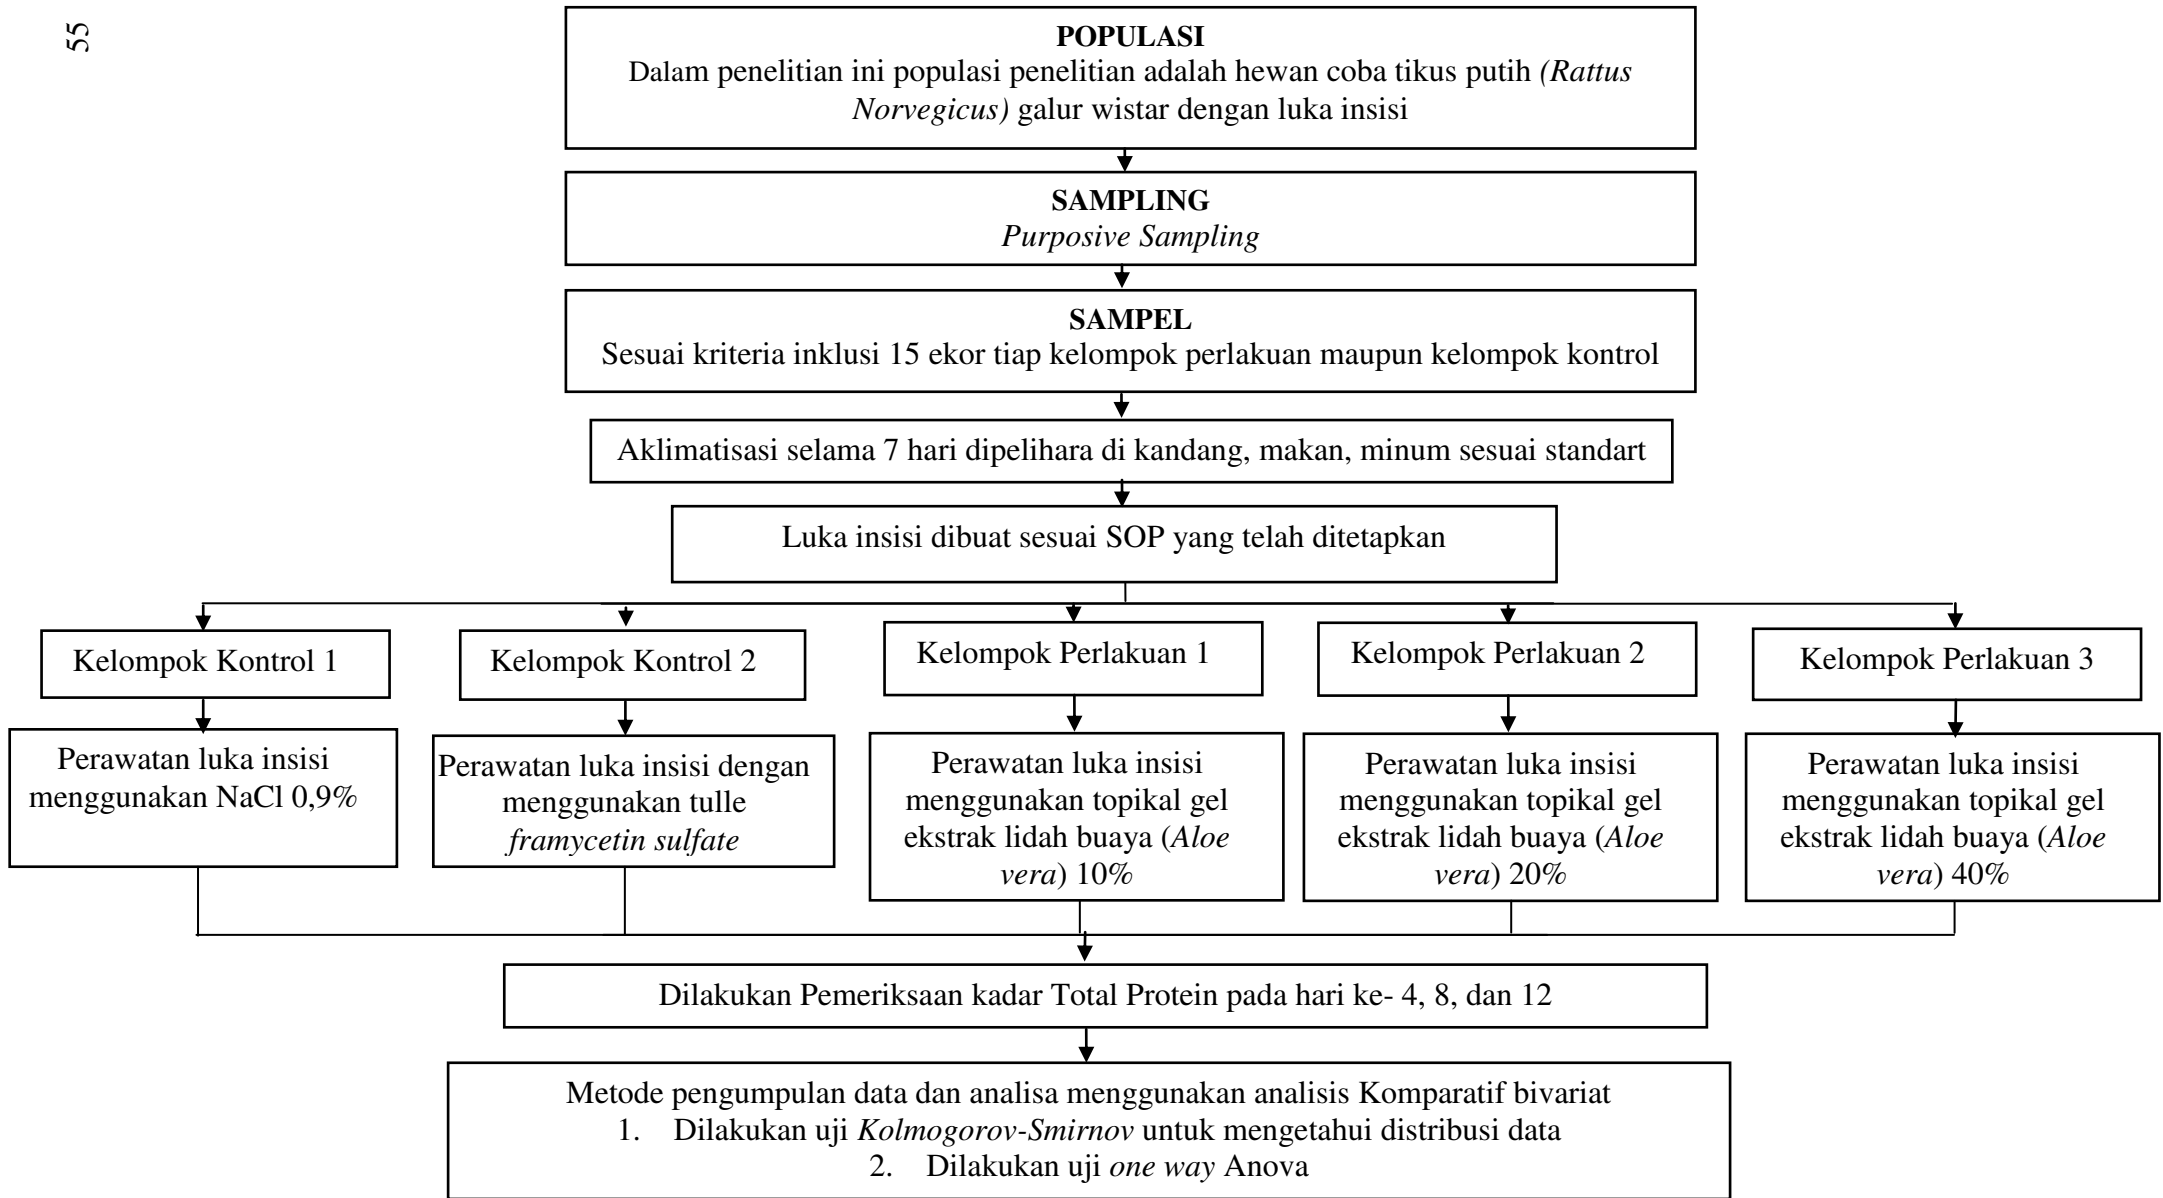 55
POPULASI
Dalam penelitian ini populasi penelitian adalah hewan coba tikus putih (Rattus
Norvegicus) galur wistar dengan luka insisi
SAMPLING
Purposive Sampling
SAMPEL
Sesuai kriteria inklusi 15 ekor tiap kelompok perlakuan maupun kelompok kontrol
Aklimatisasi selama 7 hari dipelihara di kandang, makan, minum sesuai standart
Luka insisi dibuat sesuai SOP yang telah ditetapkan
Kelompok Kontrol 1
Kelompok Kontrol 2
Kelompok Perlakuan 1
Kelompok Perlakuan 2
Kelompok Perlakuan 3
Perawatan luka insisi
menggunakan NaCl 0,9%
Perawatan luka insisi dengan
menggunakan tulle
framycetin sulfate
Perawatan luka insisi
menggunakan topikal gel
ekstrak lidah buaya (Aloe
vera) 10%
Perawatan luka insisi
menggunakan topikal gel
ekstrak lidah buaya (Aloe
vera) 20%
Perawatan luka insisi
menggunakan topikal gel
ekstrak lidah buaya (Aloe
vera) 40%
Dilakukan Pemeriksaan kadar Total Protein pada hari ke- 4, 8, dan 12
Metode pengumpulan data dan analisa menggunakan analisis Komparatif bivariat
1. Dilakukan uji Kolmogorov-Smirnov untuk mengetahui distribusi data
2. Dilakukan uji one way Anova